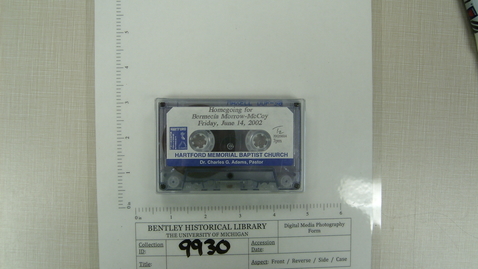 Homegoing for
Bermecia Morrow-McCoy
Friday, June 14, 2002
HARTFORD MEMORIAL BAPTIST CHURCH
Dr. Charles G. Adams, Pastor
BENTLEY HISTORICAL LIBRARY
THE UNIVERSITY OF MICHIGAN
Digital Media Photography
Form
Collection
ID:
9930
Accession
Date:
Title:
Aspect: Front / Reverse / Side / Case